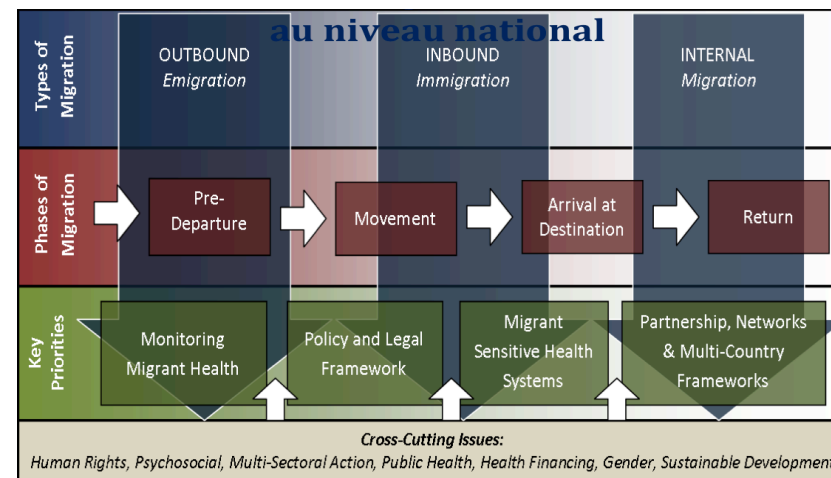 au niveau national
Types of
Migration
OUTBOUND
Emigration
INBOUND
Immigration
INTERNAL
Migration
Phases of
Migration
Pre-
Departure
Movement
Arrival at
Destination
Return
Key
Priorities
Monitoring
Migrant Health
Policy and Legal
Framework
Migrant
Sensitive Health
Systems
Partnership, Networks
& Multi-Country
Frameworks
Cross-Cutting Issues:
Human Rights, Psychosocial, Multi-Sectoral Action, Public Health, Health Financing, Gender, Sustainable Development